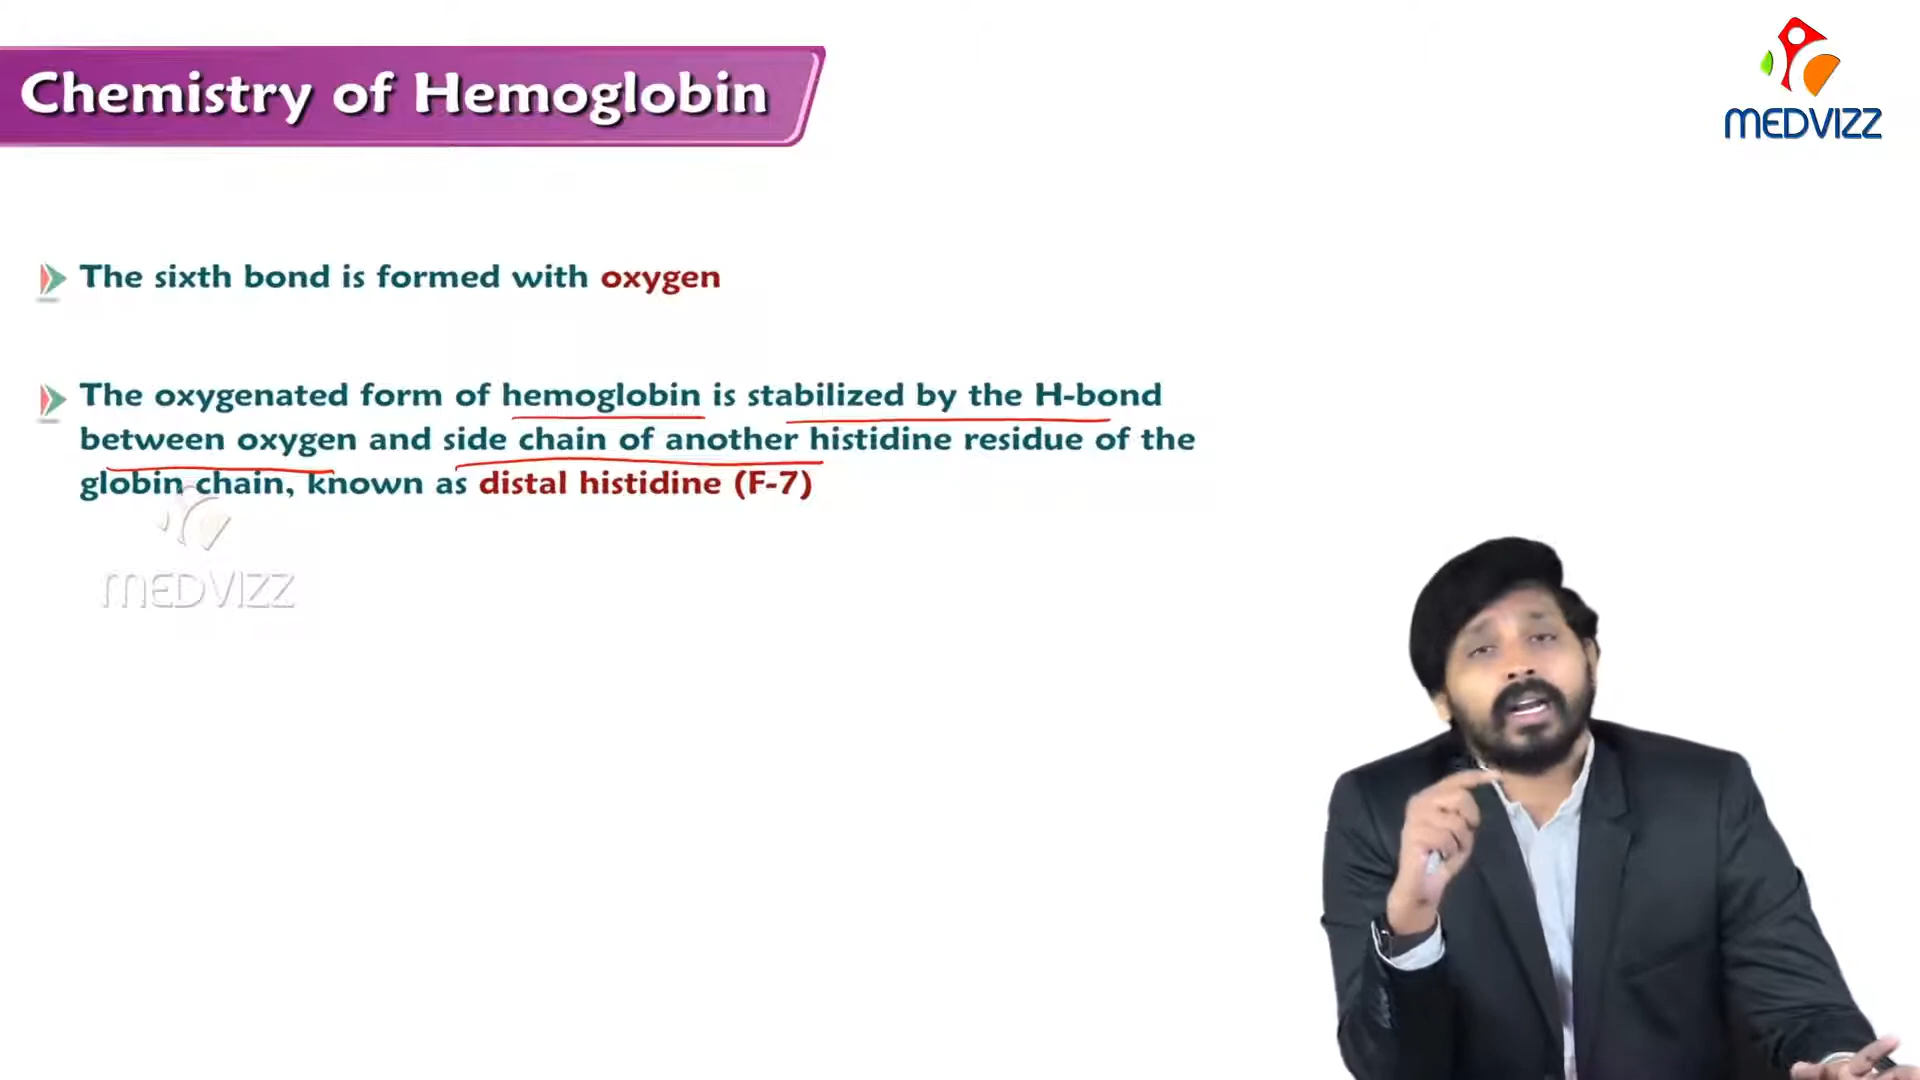 Chemistry of Hemoglobin
MEDVIZZ
The sixth bond is formed with oxygen
The oxygenated form of hemoglobin is stabilized by the H-bond
between oxygen and side chain of another histidine residue of the
globin chain, known as distal histidine (F-7)
MEDVIZZ